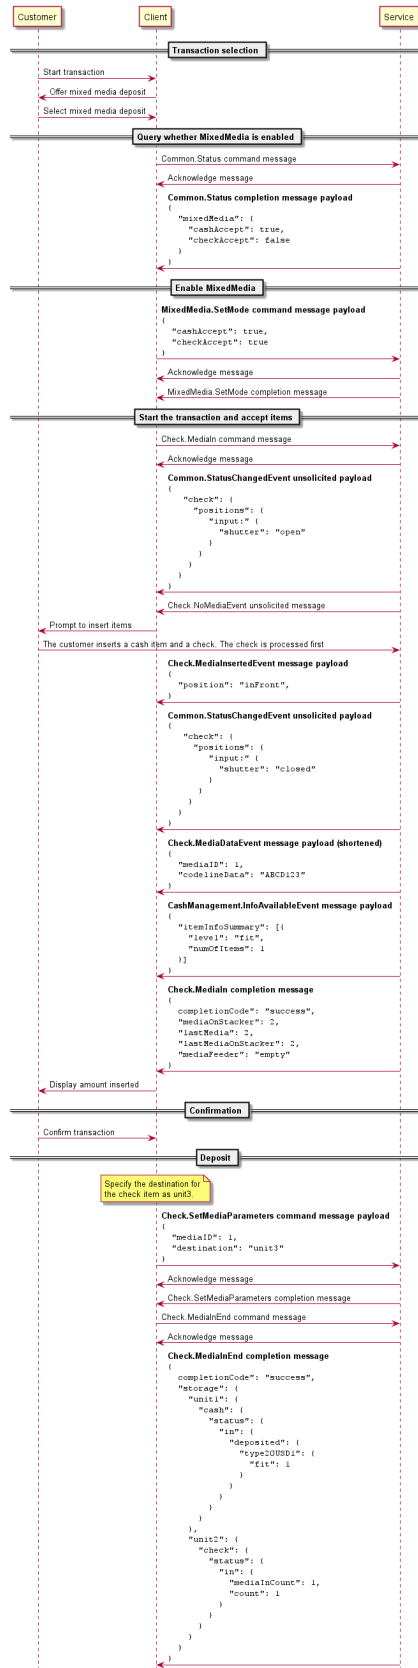 Customer
Client
Service
Transaction selection
Start transaction
Offer mixed media deposit
Select mixed media deposit
Query whether MixedMedia is enabled
Common.Status command message
Acknowledge message
Common.Status completion message payload
{
"mixedMedia": {
"cashAccept": true,
"checkAccept": false
}
}
Enable MixedMedia
MixedMedia.SetMode command message payload
{
"cashAccept": true,
"checkAccept": true
}
Acknowledge message
MixedMedia.SetMode completion message
Start the transaction and accept items
Check.MediaIn command message
Acknowledge message
Common.StatusChangedEvent unsolicited payload
{
"check": {
"positions": {
"input:" {
"shutter": "open"
}
}
}
}
}
Check.NoMediaEvent unsolicited message
Prompt to insert items
The customer inserts a cash item and a check. The check is processed first
Check.MediaInsertedEvent message payload
{
"position": "inFront",
}
Common.StatusChangedEvent unsolicited payload
{
"check": {
"positions": {
"input:" {
"shutter": "closed"
}
}
}
}
}
Check.MediaDataEvent message payload (shortened)
{
"mediaID": 1,
"codelineData": "ABCD123"
}
CashManagement.InfoAvailableEvent message payload
{
"itemInfoSummary": [{
"level": "fit",
"numOfItems": 1
}]
}
Check.MediaIn completion message
{
completionCode": "success",
"mediaOnStacker": 2,
"lastMedia": 2,
"lastMediaOnStacker": 2,
"mediaFeeder": "empty"
}
Display amount inserted
Confirmation
Confirm transaction
Deposit
Specify the destination for
the check item as unit3.
Check.SetMediaParameters command message payload
{
"mediaID": 1,
"destination": "unit3"
}
Acknowledge message
Check.SetMediaParameters completion message
Check.MediaInEnd command message
Acknowledge message
Check.MediaInEnd completion message
{
completionCode": "success",
"storage": {
"unit1": {
"cash": {
"status": {
"in": {
"deposited": {
"type20USD1": {
"fit": 1
}
}
}
}
}
},
"unit2": {
"check": {
"status": {
"in": {
"mediaInCount": 1,
"count": 1
}
}
}
}
}
}